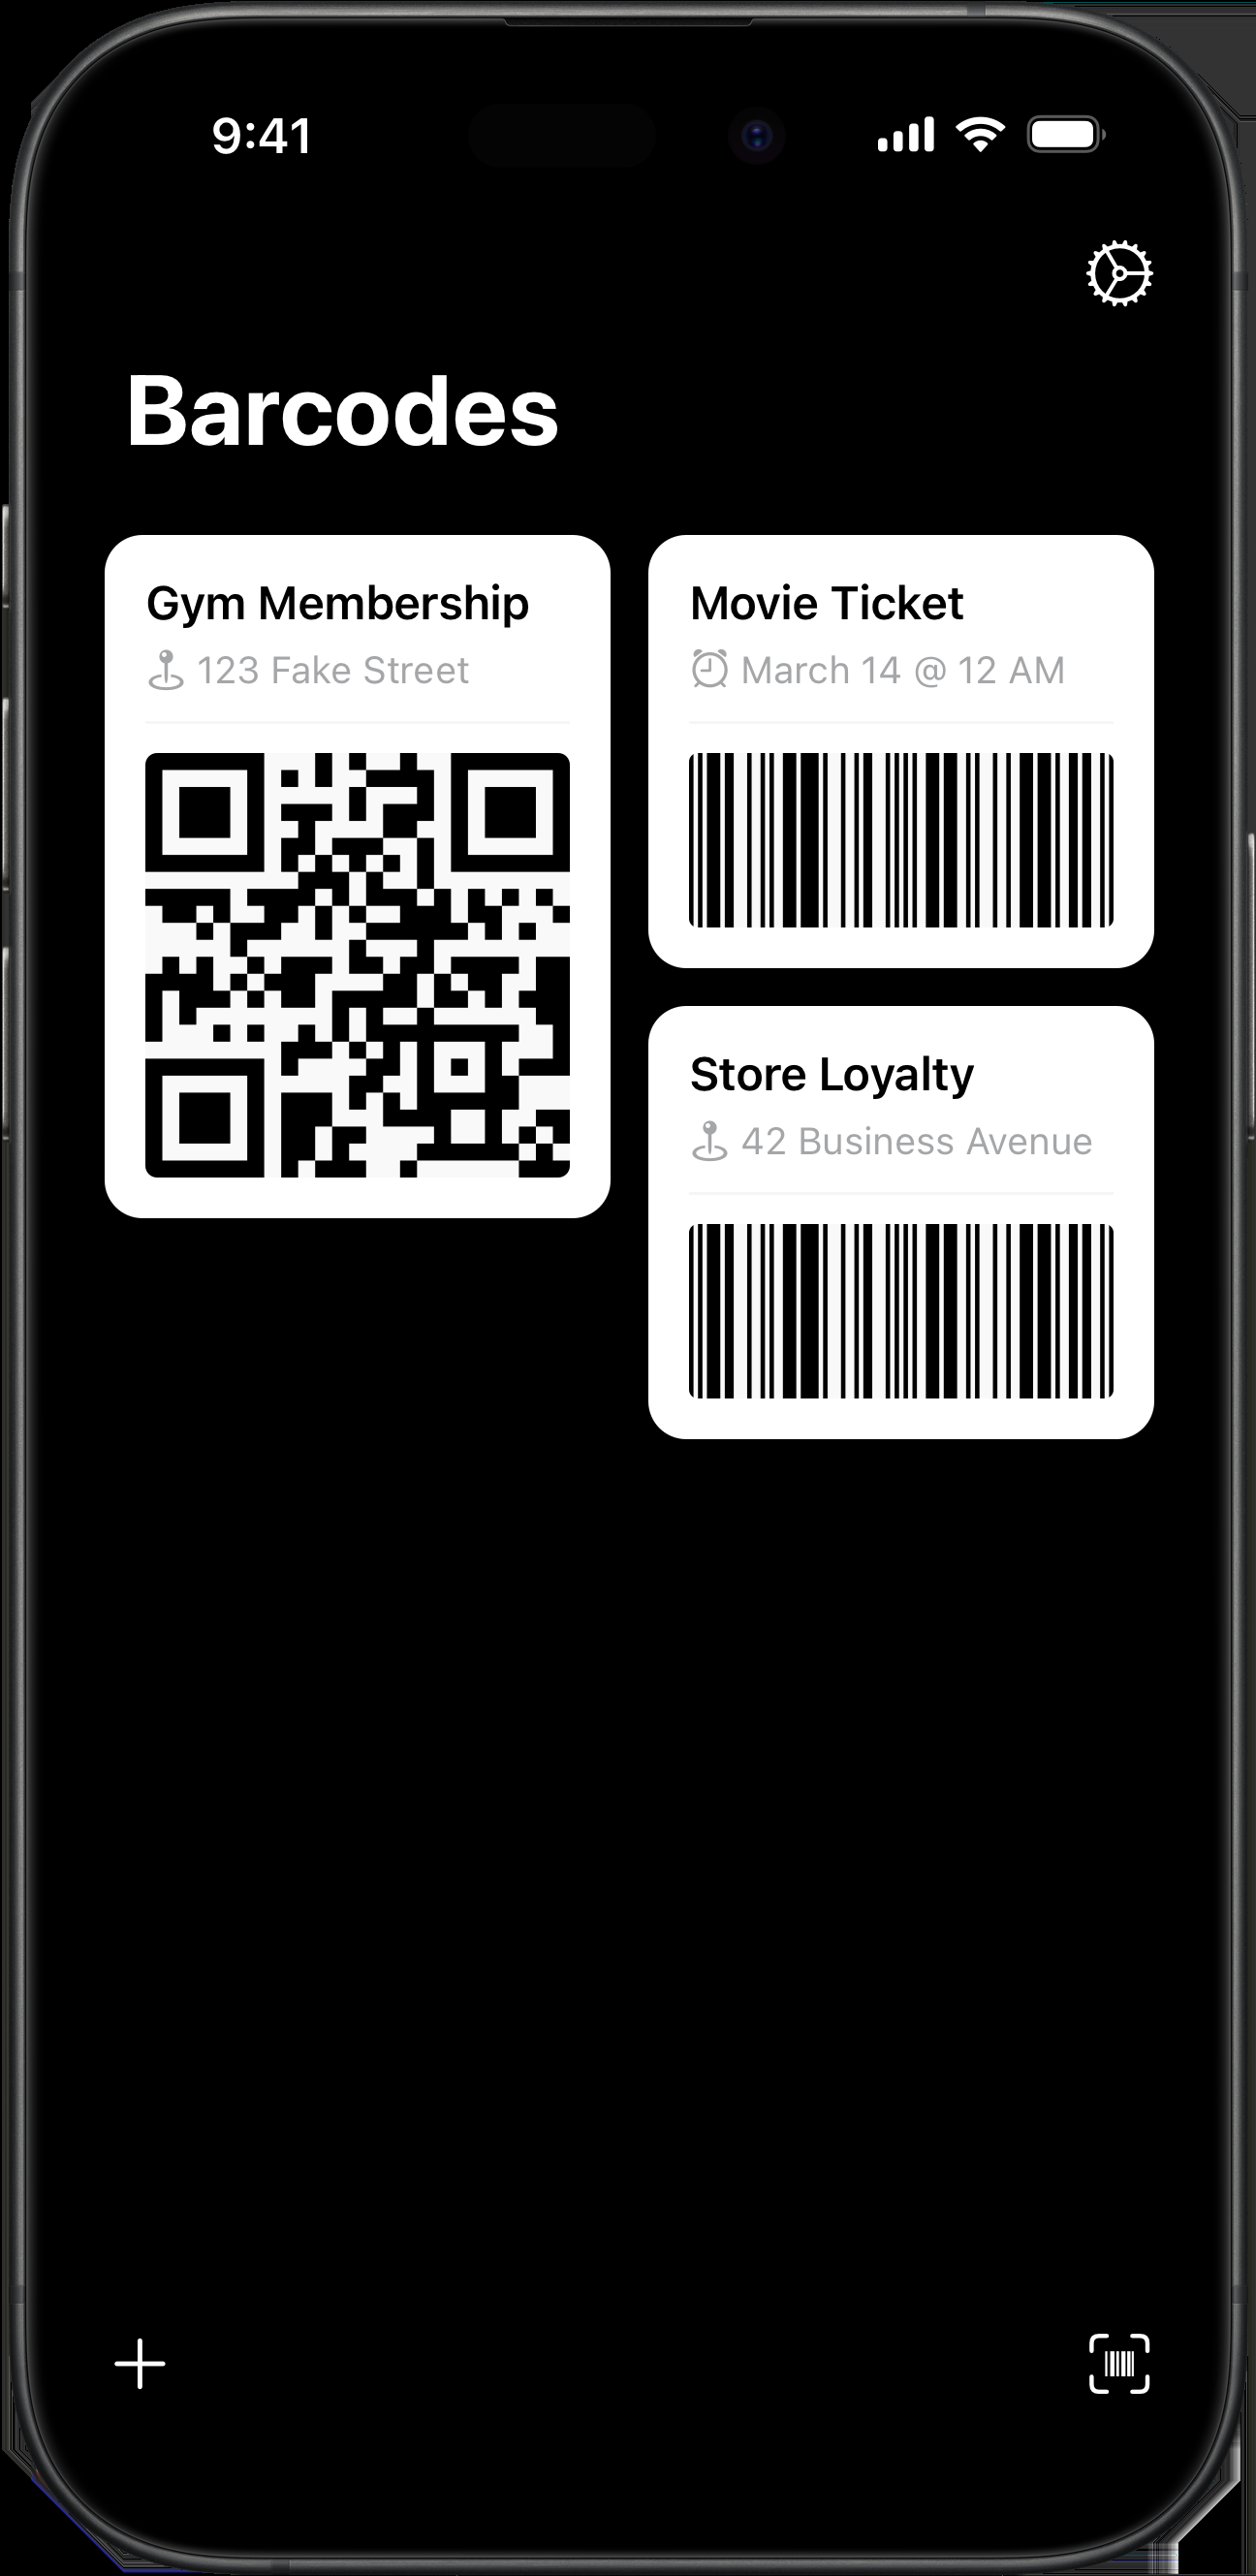 9:41
Barcodes
Gym Membership
123 Fake Street
Movie Ticket
March 14 @ 12 AM
Store Loyalty
42 Business Avenue